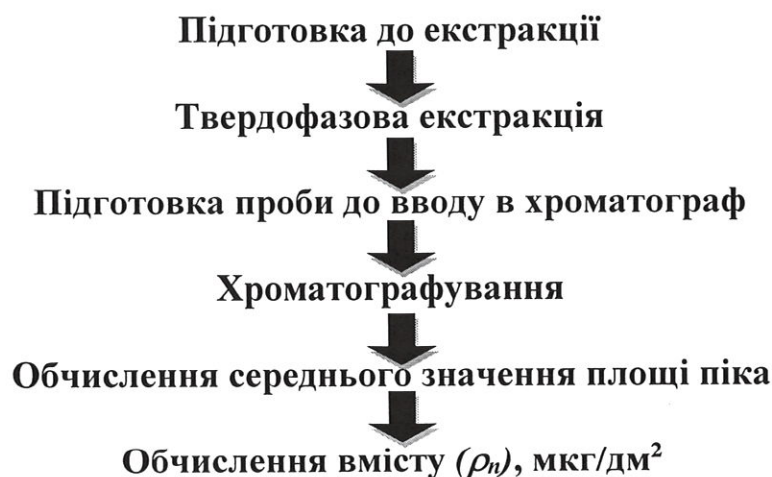 Підготовка до екстракції
Твердофазова екстракція
Підготовка проби до вводу в хроматограф
Хроматографування
Обчислення середнього значення площі піка
Обчислення вмісту (ρₙ), мкг/дм²